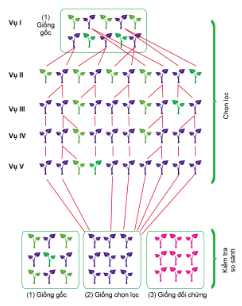 Vụ I
(1)
Giống
gốc
Vụ II
Vụ III
Vụ IV
Vụ V
Chọn lọc
Kiểm tra
so sánh
(1) Giống gốc
(2) Giống chọn lọc
(3) Giống đối chứng